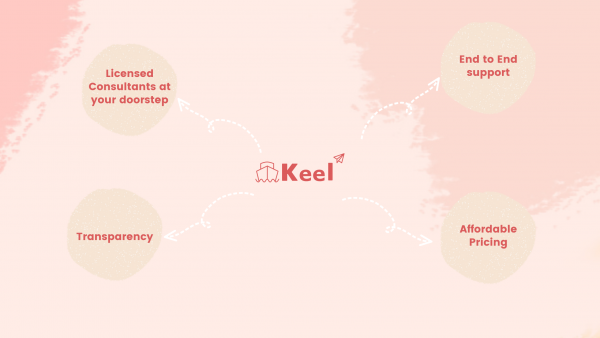 Licensed
Consultants at
your doorstep
End to End
support
Keel
Transparency
Affordable
Pricing